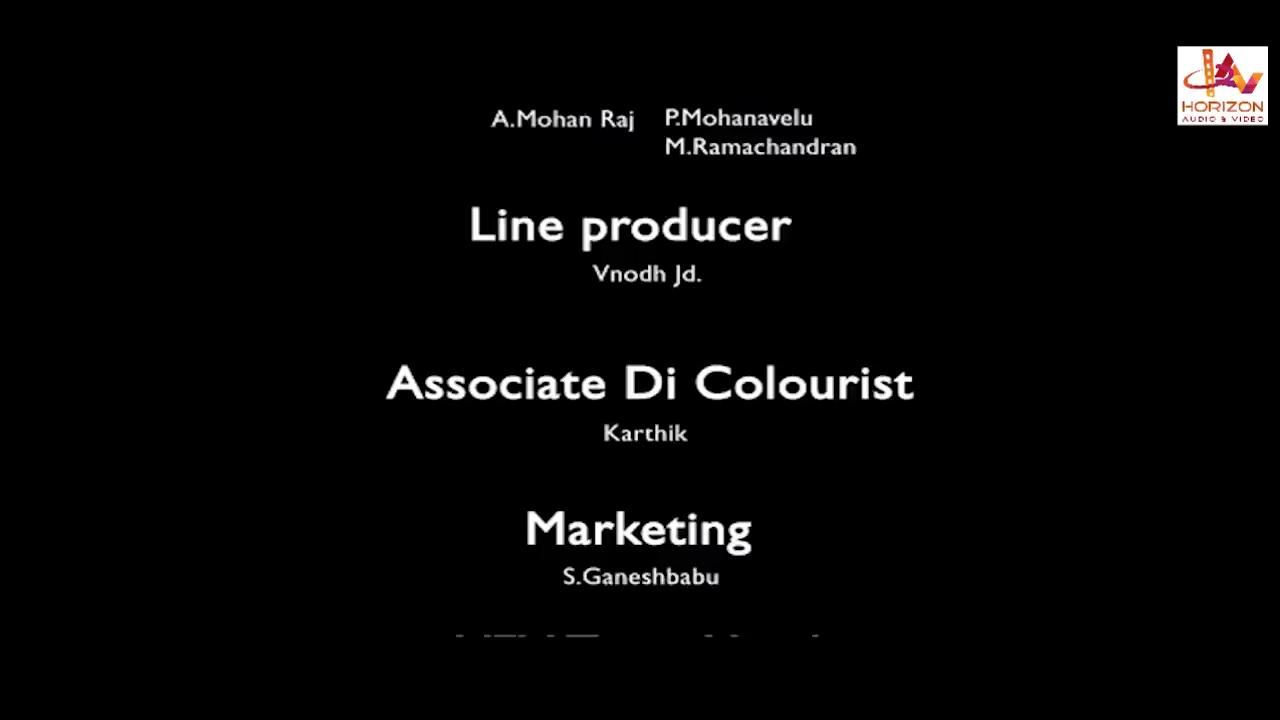 A.Mohan Raj P.Mohanavelu
M.Ramachandran
Line producer
Vnodh Jd.
Associate Di Colourist
Karthik
Marketing
S.Ganeshbabu
HORIZON
AUDIO & VIDEO